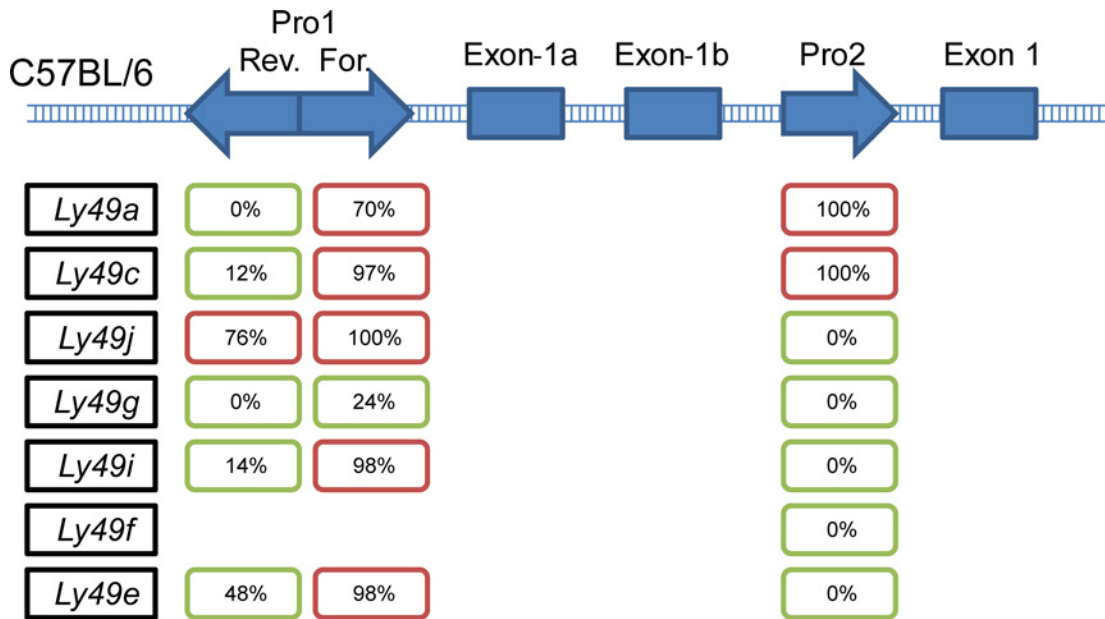 Pro1
C57BL/6 Rev. For. Exon-1a Exon-1b Pro2 Exon 1
Ly49a 0% 70% 100%
Ly49c 12% 97% 100%
Ly49j 76% 100% 0%
Ly49g 0% 24% 0%
Ly49i 14% 98% 0%
Ly49f 0%
Ly49e 48% 98% 0%